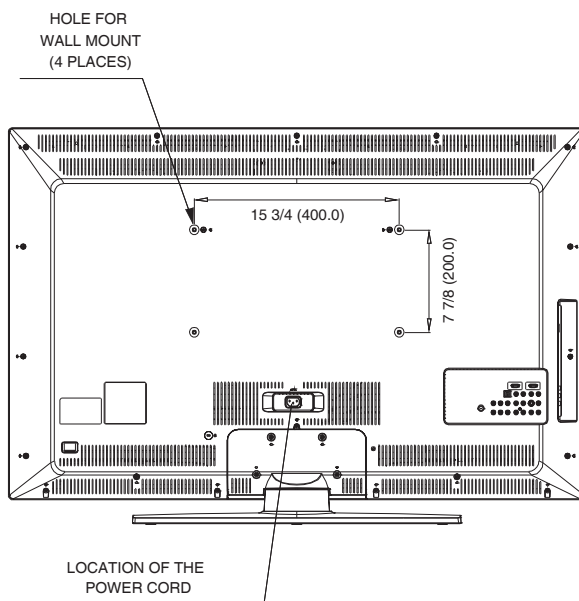 HOLE FOR
WALL MOUNT
(4 PLACES)
15 3/4 (400.0)
7 7/8 (200.0)
LOCATION OF THE
POWER CORD